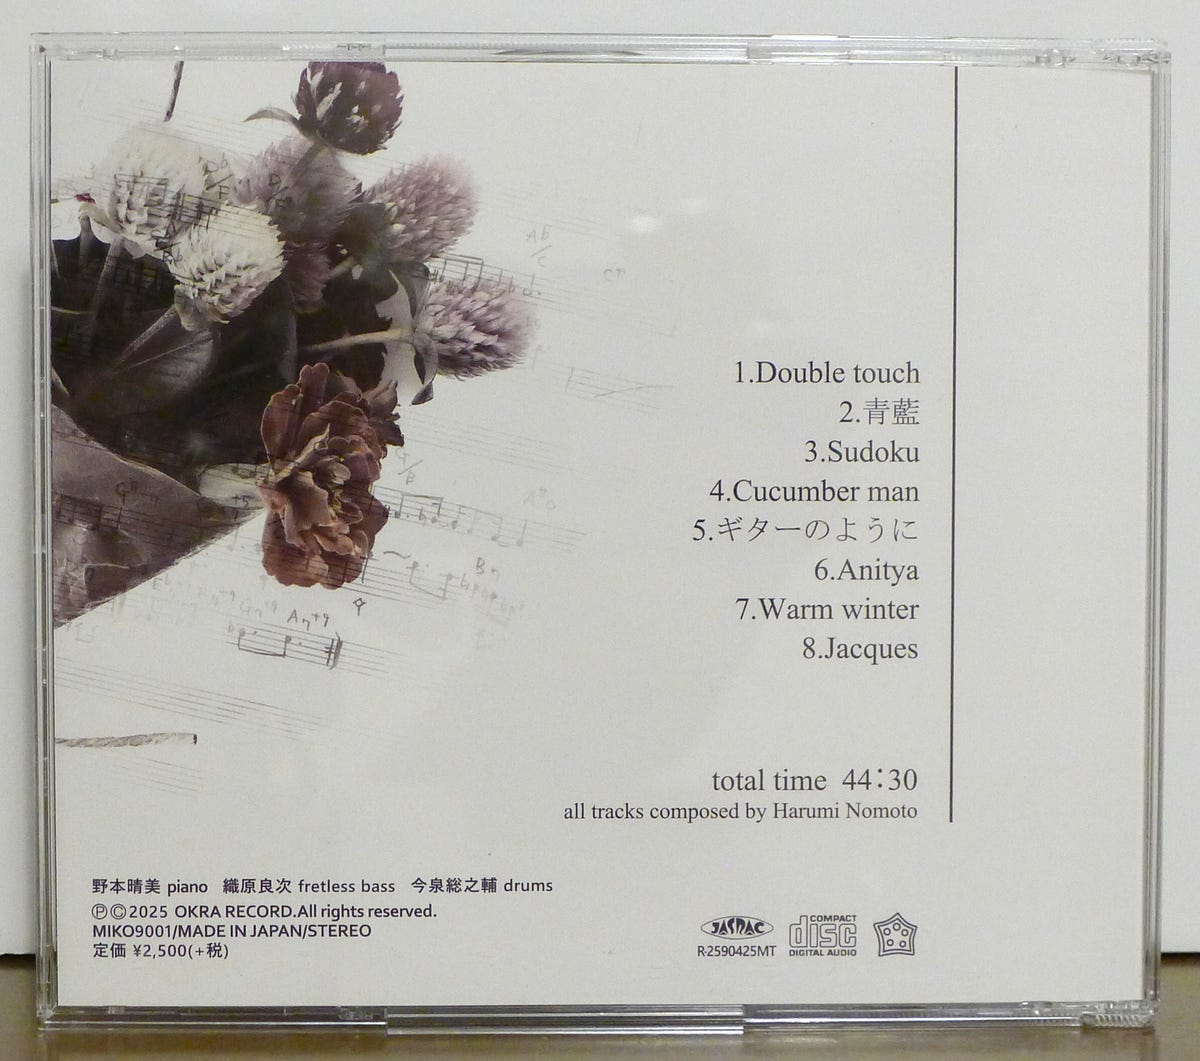 1.Double touch
2.青藍
3.Sudoku
4.Cucumber man
5.ギターのように
6.Anitya
7.Warm winter
8.Jacques
total time 44:30
all tracks composed by Harumi Nomoto
野本晴美 piano 織原良次 fretless bass 今泉総之輔 drums
ⓅⒸ2025 OKRA RECORD.All rights reserved.
MIKO9001/MADE IN JAPAN/STEREO
定価 ¥2,500(+税)
JASRAC
R-2590425MT
COMPACT
disc
DIGITAL AUDIO